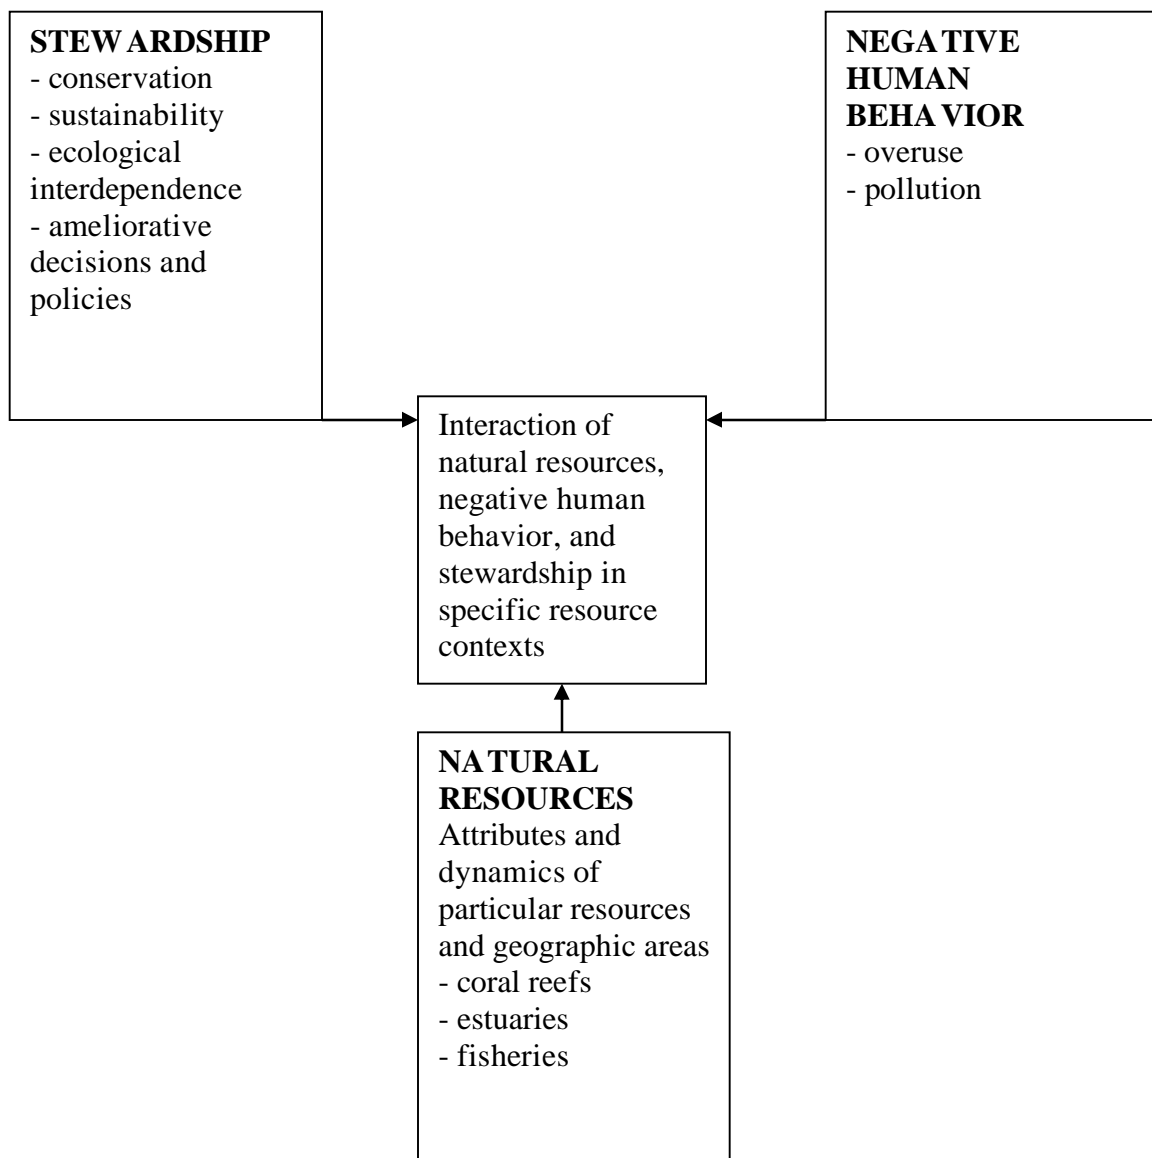 STEWARDSHIP
- conservation
- sustainability
- ecological
interdependence
- ameliorative
decisions and
policies
NEGATIVE
HUMAN
BEHAVIOR
- overuse
- pollution
Interaction of
natural resources,
negative human
behavior, and
stewardship in
specific resource
contexts
NATURAL
RESOURCES
Attributes and
dynamics of
particular resources
and geographic areas
- coral reefs
- estuaries
- fisheries